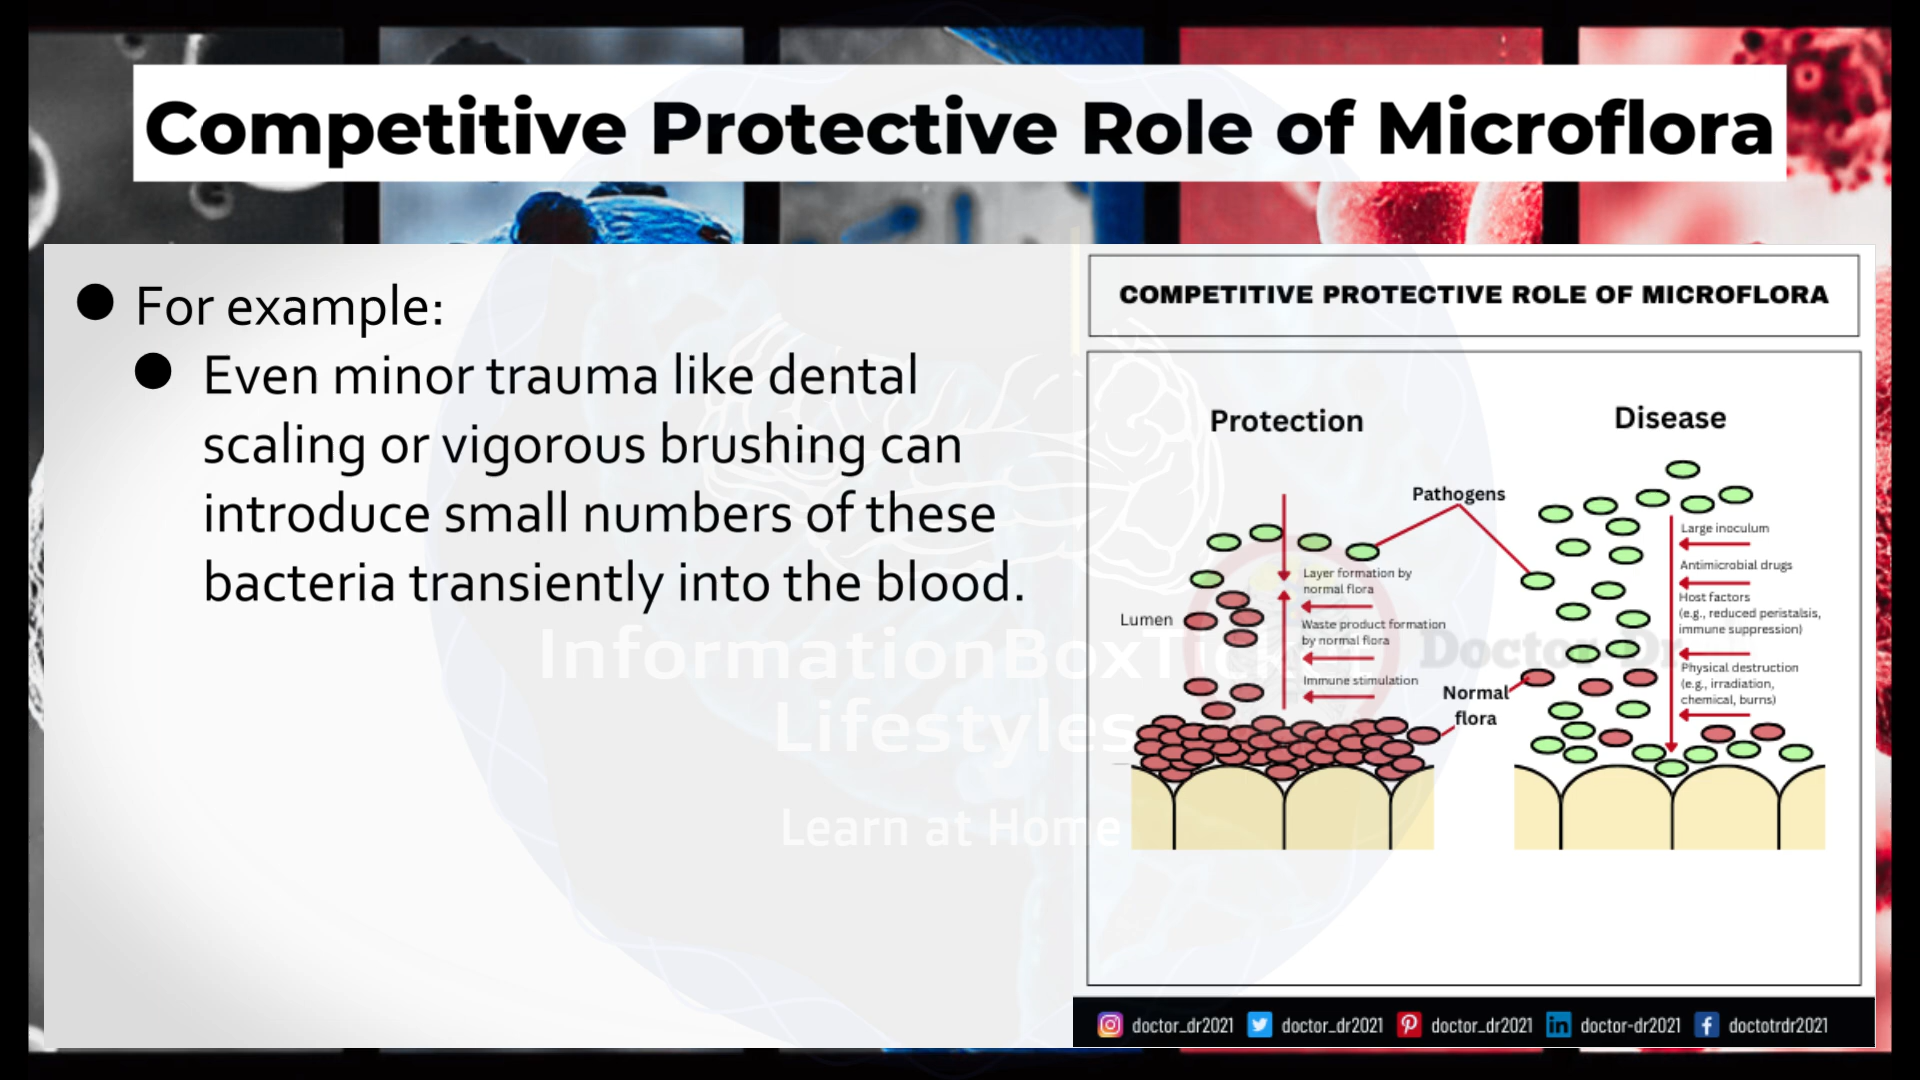 Competitive Protective Role of Microflora
● For example:
● Even minor trauma like dental
scaling or vigorous brushing can
introduce small numbers of these
bacteria transiently into the blood.
InformationBoxTick
Lifestyles
Learn at Home
COMPETITIVE PROTECTIVE ROLE OF MICROFLORA
Protection
Disease
Pathogens
Large inoculum
Antimicrobial drugs
Host factors
(e.g., reduced peristalsis,
immune suppression)
Physical destruction
(e.g., irradiation,
chemical, burns)
Layer formation by
normal flora
Lumen
Waste product formation
by normal flora
Immune stimulation
Normal
flora
Doctor Dr
doctor_dr2021 doctor_dr2021 doctor_dr2021 doctor-dr2021 doctotrdr2021